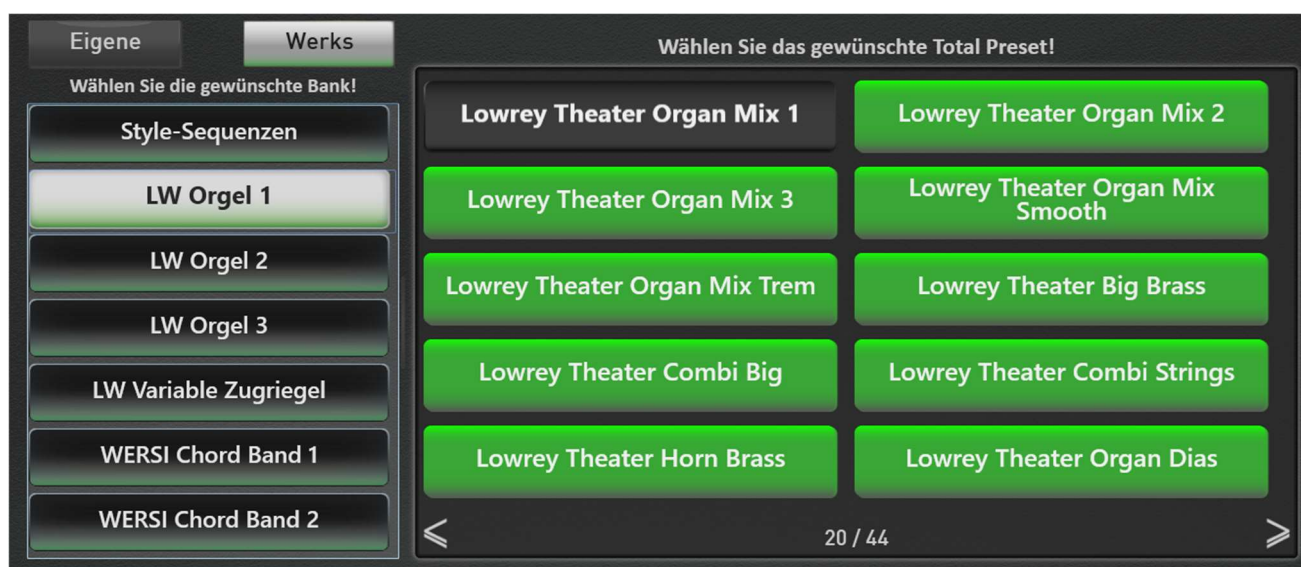 Eigene
Werks
Wählen Sie die gewünschte Bank!
Style-Sequenzen
LW Orgel 1
LW Orgel 2
LW Orgel 3
LW Variable Zugriegel
WERSI Chord Band 1
WERSI Chord Band 2
Wählen Sie das gewünschte Total Preset!
Lowrey Theater Organ Mix 1
Lowrey Theater Organ Mix 2
Lowrey Theater Organ Mix 3
Lowrey Theater Organ Mix
Smooth
Lowrey Theater Organ Mix Trem
Lowrey Theater Big Brass
Lowrey Theater Combi Big
Lowrey Theater Combi Strings
Lowrey Theater Horn Brass
Lowrey Theater Organ Dias
20 / 44